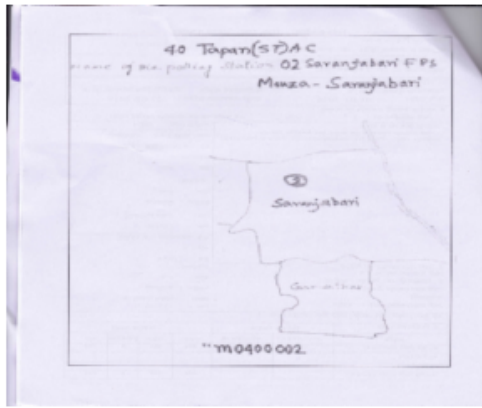 40 Tapan(ST)AC
name of the polling station 02 Saranjabari F P S
Mouza - Saranjabari
2
Saranjabari
"m0400002